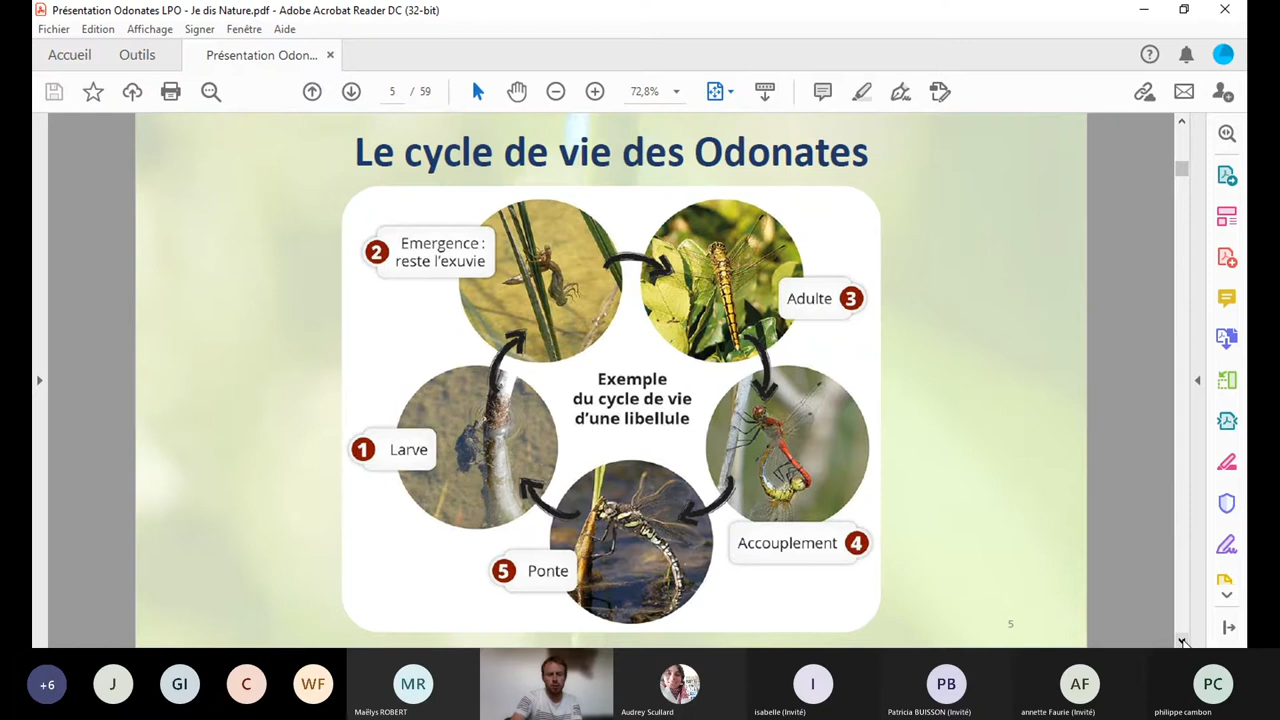 Présentation Odonates LPO - Je dis Nature.pdf - Adobe Acrobat Reader DC (32-bit)
Fichier Edition Affichage Signer Fenêtre Aide
Accueil Outils Présentation Odon... ×
5 / 59 72,8%
Le cycle de vie des Odonates
2 Emergence :
reste l'exuvie
Adulte 3
Exemple
du cycle de vie
d'une libellule
1 Larve
Accouplement 4
5 Ponte
5
+6 J GI C WF MR I PB AF PC
Maëlys ROBERT Audrey Scullard isabelle (Invité) Patricia BUISSON (Invité) annette Faurie (Invité) philippe cambon